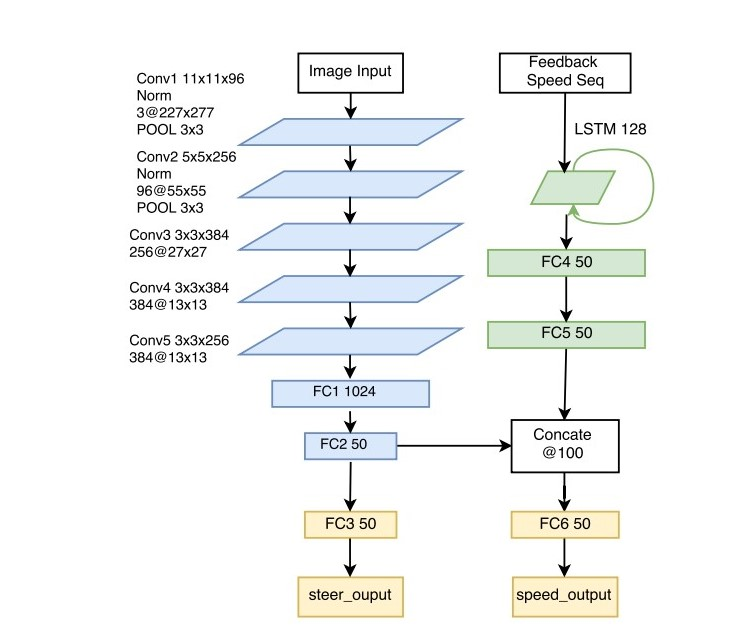 Image Input
Conv1 11x11x96
Norm
3@227x277
POOL 3x3
Conv2 5x5x256
Norm
96@55x55
POOL 3x3
Conv3 3x3x384
256@27x27
Conv4 3x3x384
384@13x13
Conv5 3x3x256
384@13x13
FC1 1024
FC2 50
FC3 50
steer_ouput
Feedback
Speed Seq
LSTM 128
FC4 50
FC5 50
Concate
@100
FC6 50
speed_output